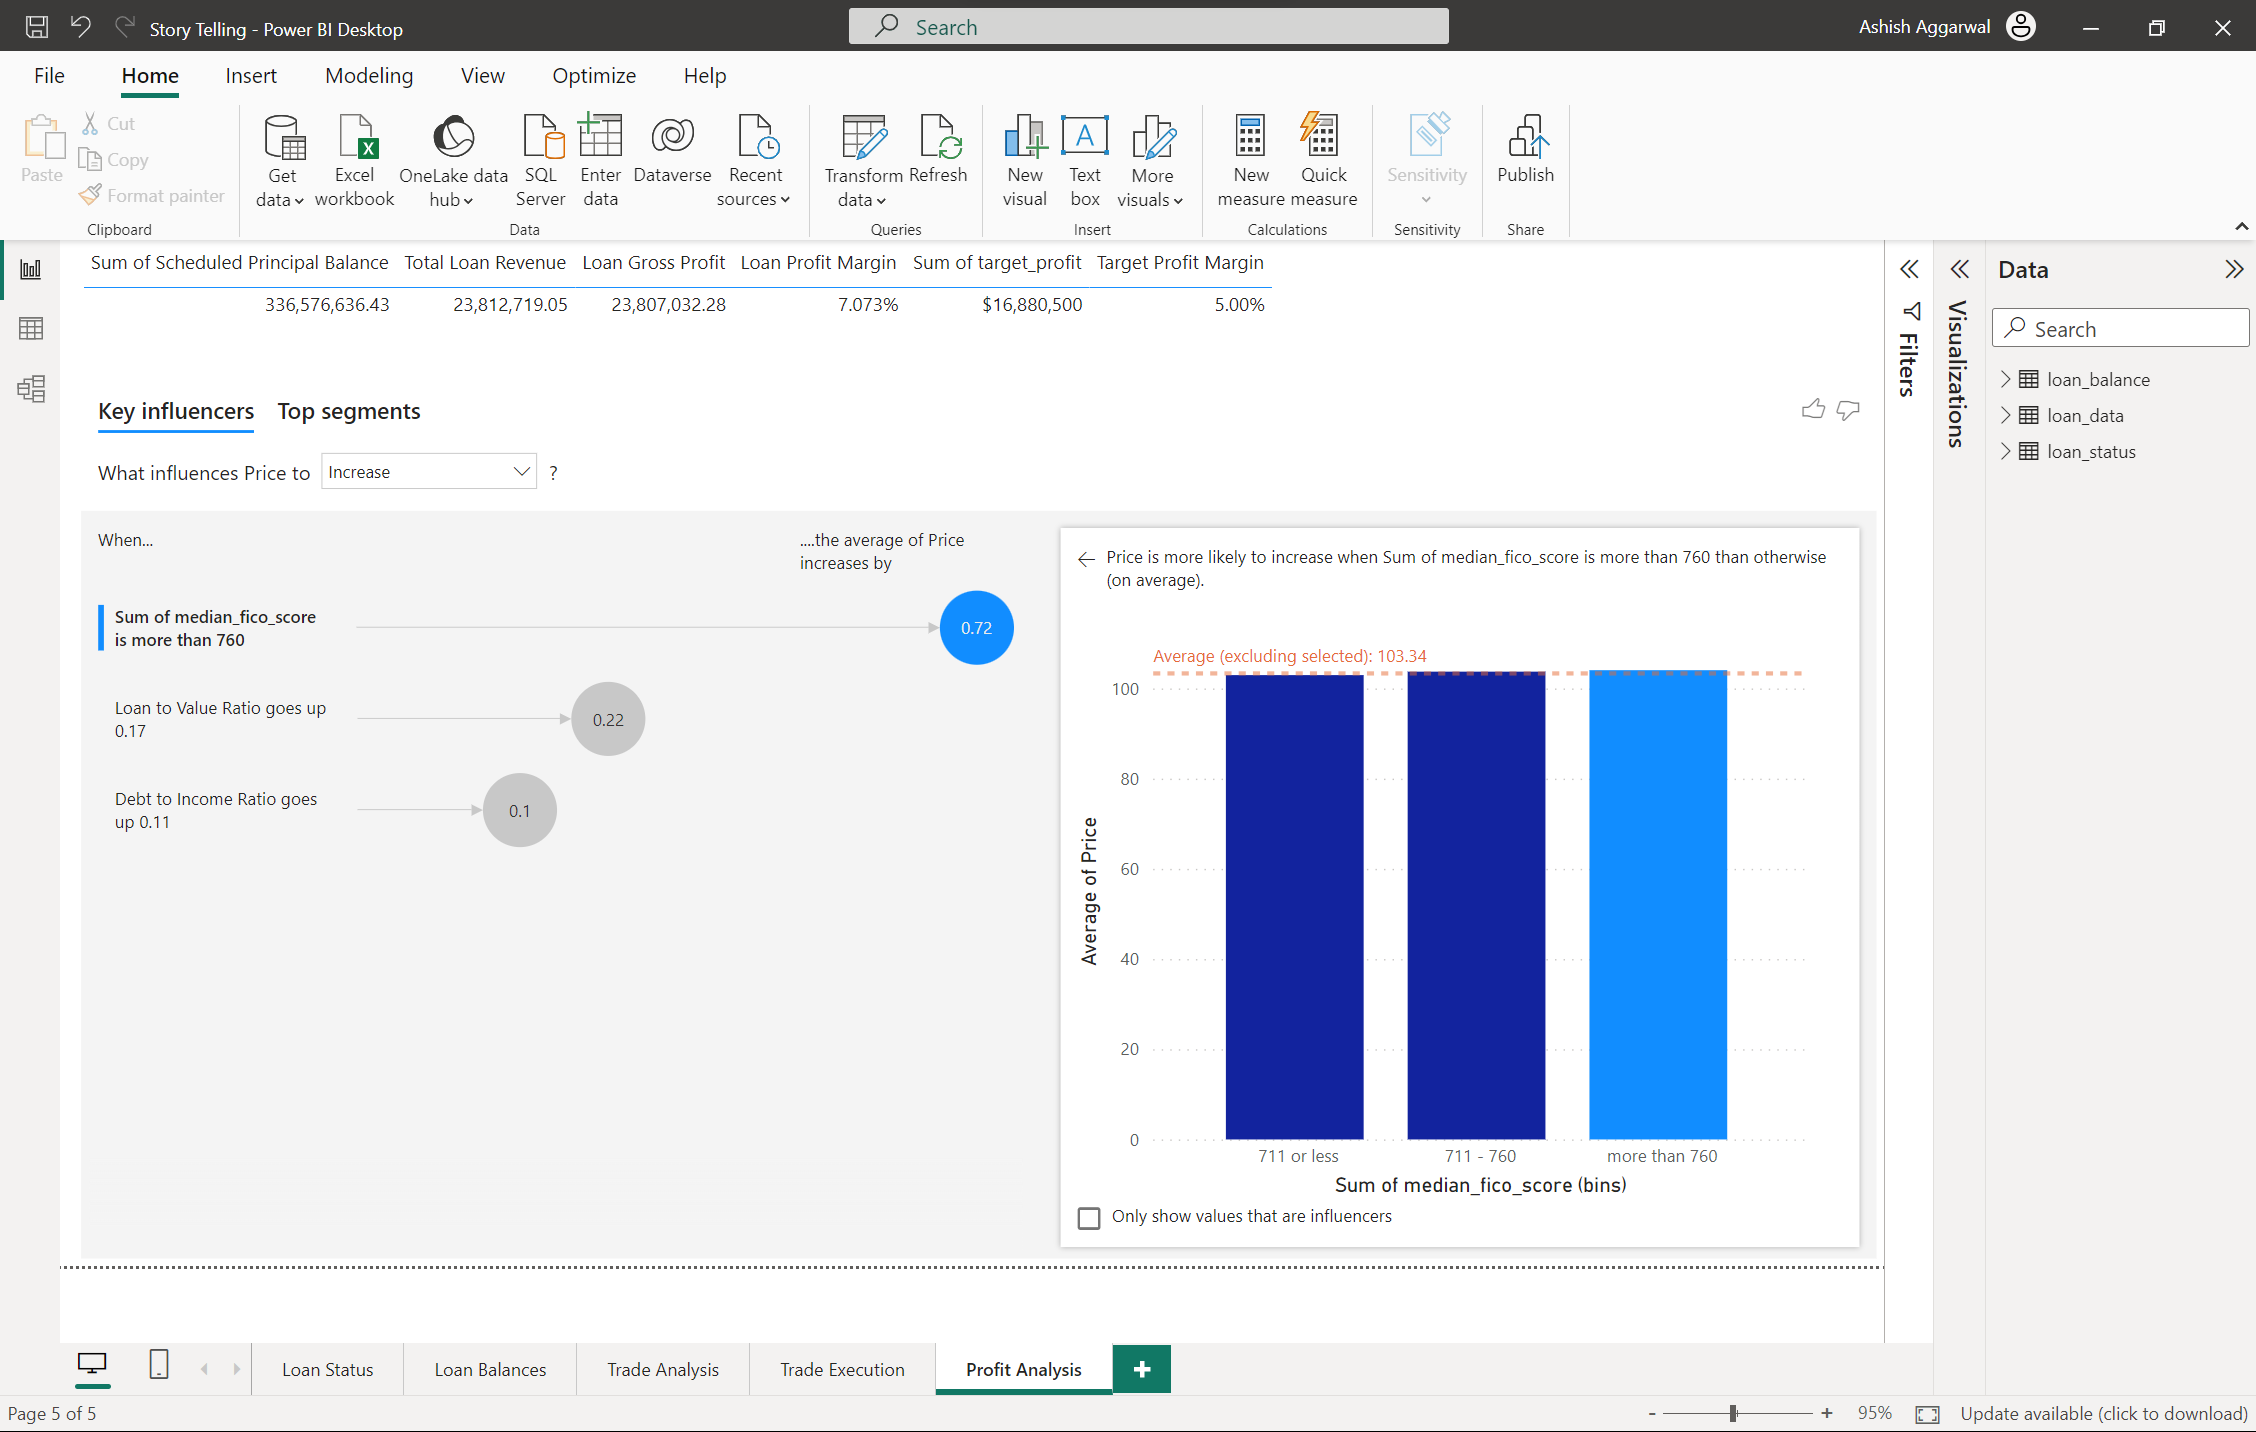 Story Telling - Power BI Desktop
Search
Ashish Aggarwal
File Home Insert Modeling View Optimize Help
Paste
Cut
Copy
Format painter
Clipboard
Get data
Excel workbook
OneLake data hub
SQL Server
Enter data
Dataverse
Recent sources
Data
Transform data
Refresh
Queries
New visual
A
Text box
More visuals
Insert
New measure
Quick measure
Calculations
Sensitivity
Sensitivity
Publish
Share
Sum of Scheduled Principal Balance Total Loan Revenue Loan Gross Profit Loan Profit Margin Sum of target_profit Target Profit Margin
336,576,636.43 23,812,719.05 23,807,032.28 7.073% $16,880,500 5.00%
Key influencers Top segments
What influences Price to Increase ?
When...
....the average of Price
increases by
Sum of median_fico_score
is more than 760
0.72
Loan to Value Ratio goes up
0.17
0.22
Debt to Income Ratio goes
up 0.11
0.1
Price is more likely to increase when Sum of median_fico_score is more than 760 than otherwise
(on average).
Average (excluding selected): 103.34
100
80
60
40
20
0
Average of Price
711 or less 711 - 760 more than 760
Sum of median_fico_score (bins)
Only show values that are influencers
Filters
Visualizations
Data
Search
loan_balance
loan_data
loan_status
Loan Status Loan Balances Trade Analysis Trade Execution Profit Analysis +
Page 5 of 5
- + 95%
Update available (click to download)